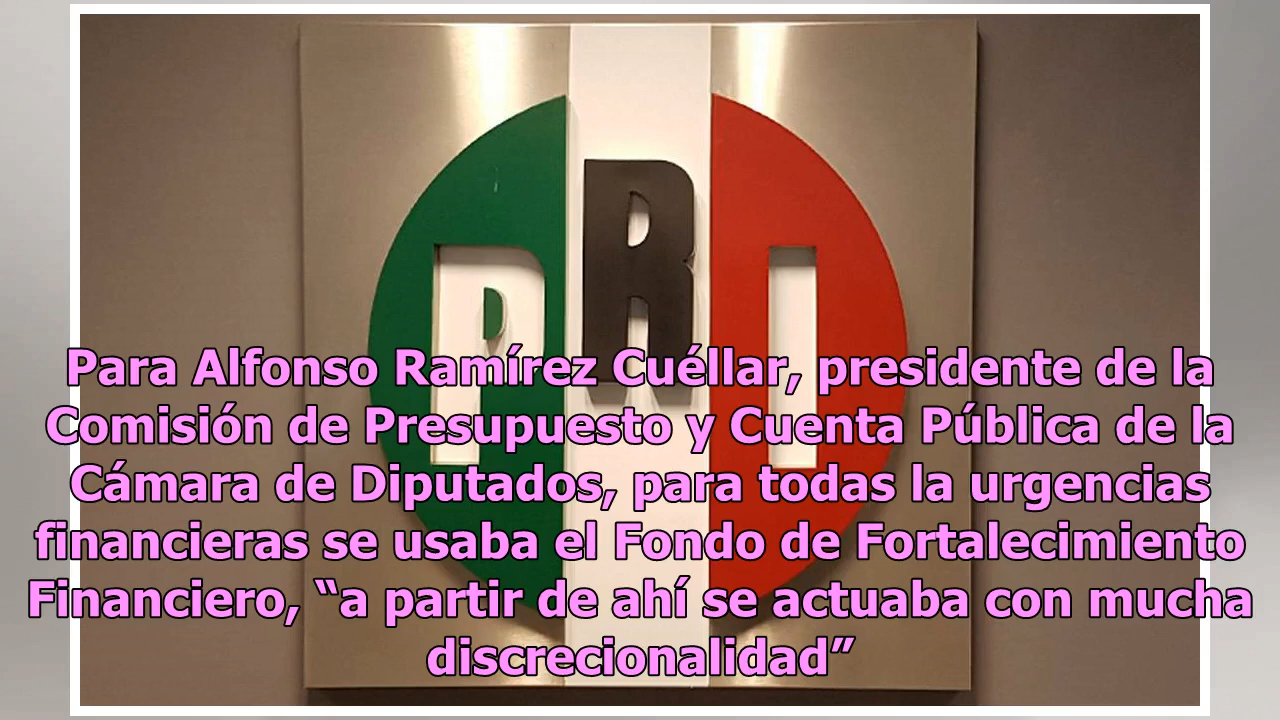 PRI
Para Alfonso Ramírez Cuéllar, presidente de la
Comisión de Presupuesto y Cuenta Pública de la
Cámara de Diputados, para todas la urgencias
financieras se usaba el Fondo de Fortalecimiento
Financiero, “a partir de ahí se actuaba con mucha
discrecionalidad”